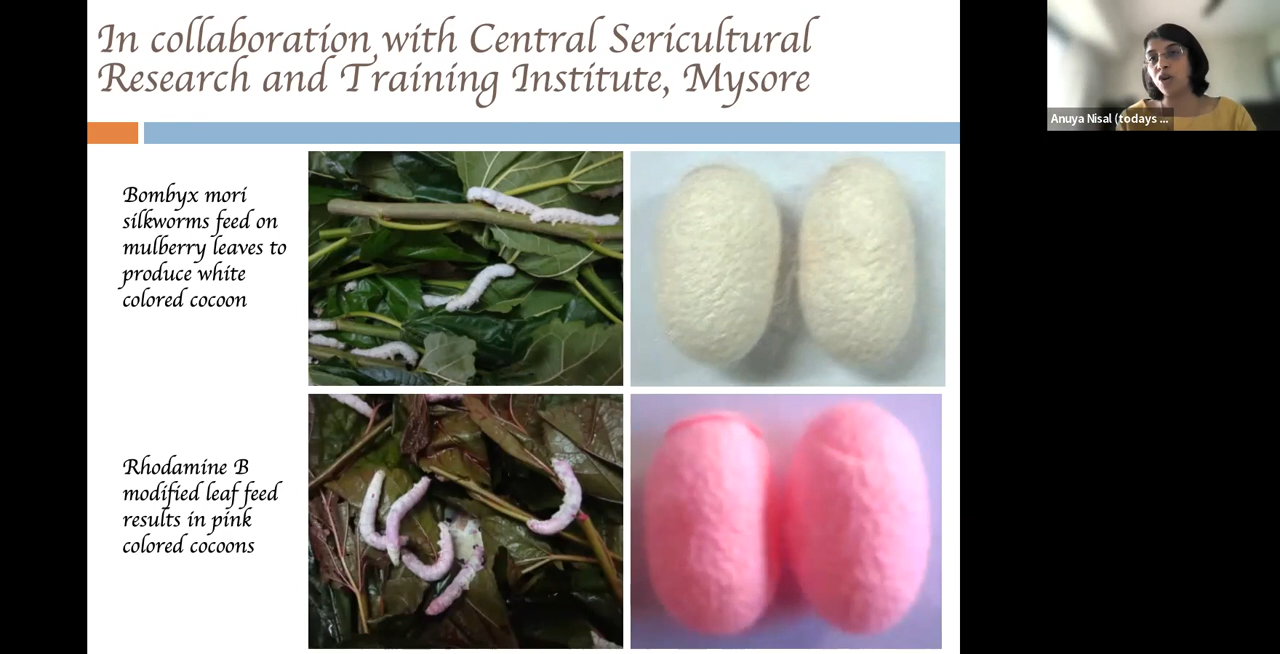 In collaboration with Central Sericultural
Research and Training Institute, Mysore
Anuya Nisal (todays ...
Bombyx mori
silkworms feed on
mulberry leaves to
produce white
colored cocoon
Rhodamine B
modified leaf feed
results in pink
colored cocoons